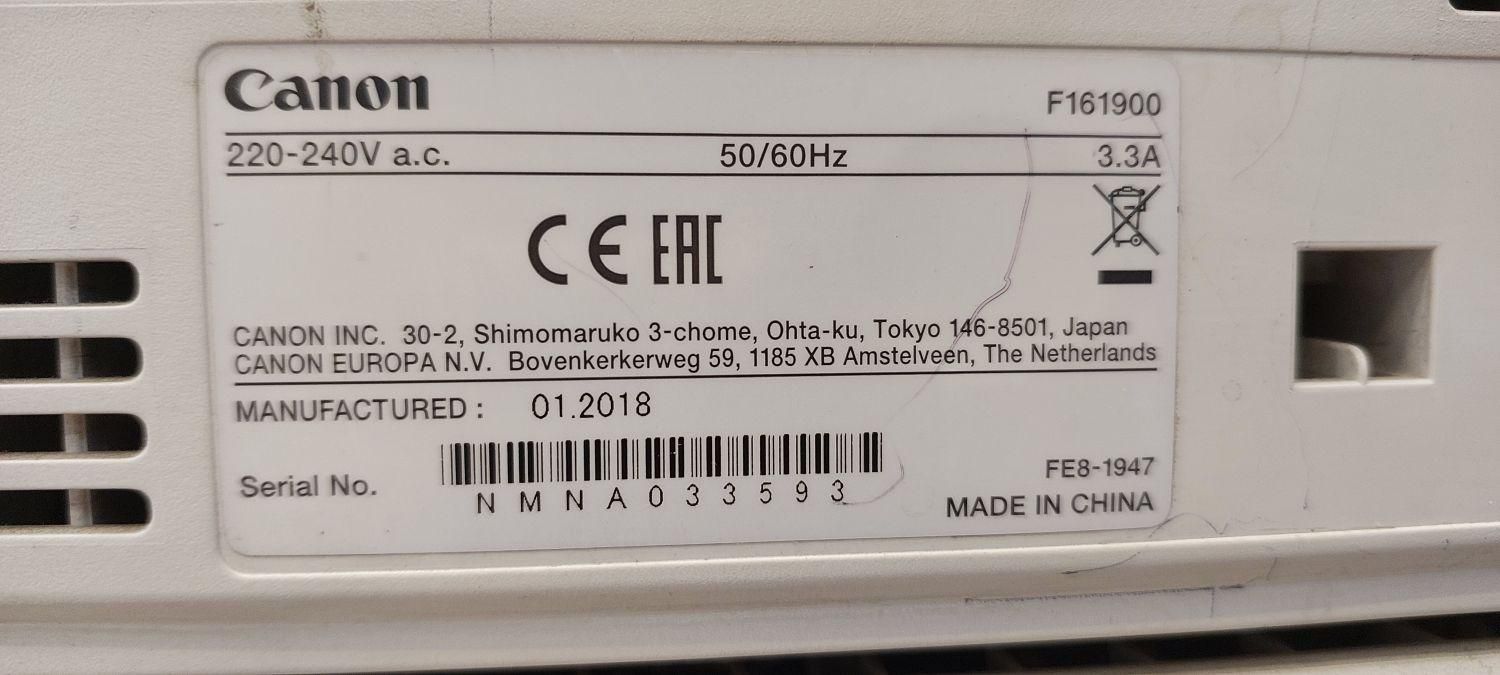 Canon
F161900
220-240V a.c. 50/60Hz 3.3A
CE EAC
CANON INC. 30-2, Shimomaruko 3-chome, Ohta-ku, Tokyo 146-8501, Japan
CANON EUROPA N.V. Bovenkerkerweg 59, 1185 XB Amstelveen, The Netherlands
MANUFACTURED : 01.2018
FE8-1947
Serial No. NMNA033593
MADE IN CHINA